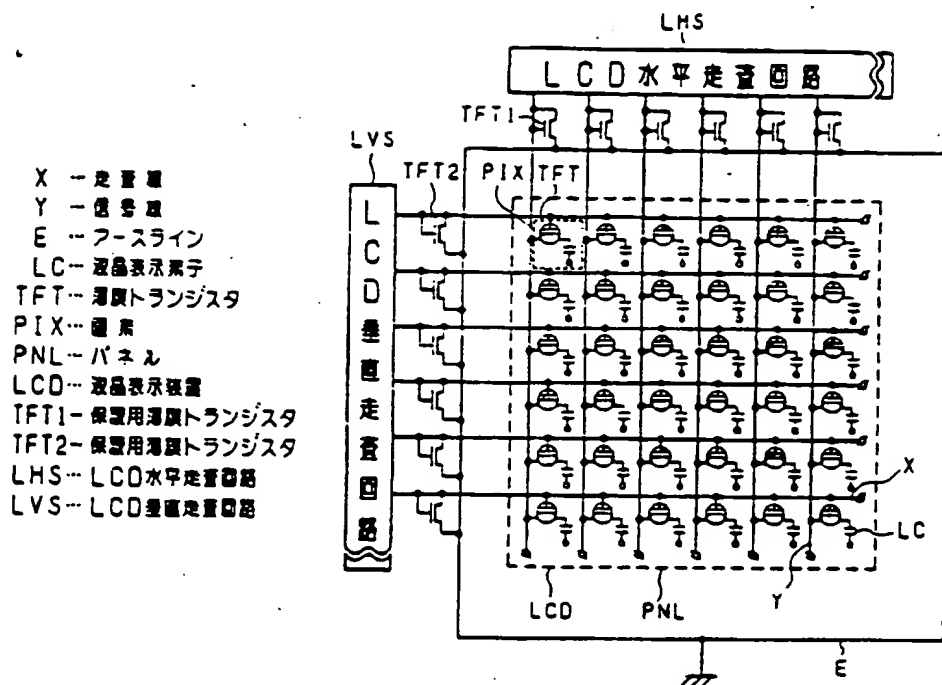 LHS
LCD水平走査回路
TFT1
LVS
TFT2
PIX
TFT
X…走査線
Y…信号線
E…アースライン
LC…液晶表示素子
TFT…薄膜トランジスタ
PIX…画素
PNL…パネル
LCD…液晶表示装置
TFT1…保護用薄膜トランジスタ
TFT2…保護用薄膜トランジスタ
LHS…LCD水平走査回路
LVS…LCD垂直走査回路
LCD垂直走査回路
X
LC
LCD
PNL
Y
E